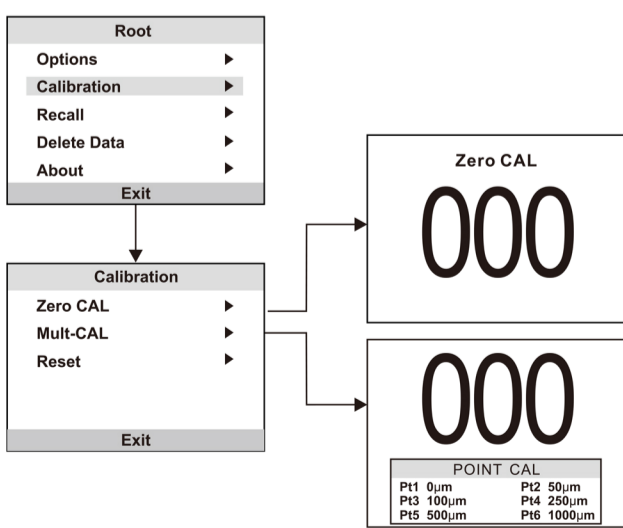 Root
Options
Calibration
Recall
Delete Data
About
Exit
Calibration
Zero CAL
Mult-CAL
Reset
Exit
Zero CAL
000
000
POINT CAL
Pt1 0μm Pt2 50μm
Pt3 100μm Pt4 250μm
Pt5 500μm Pt6 1000μm